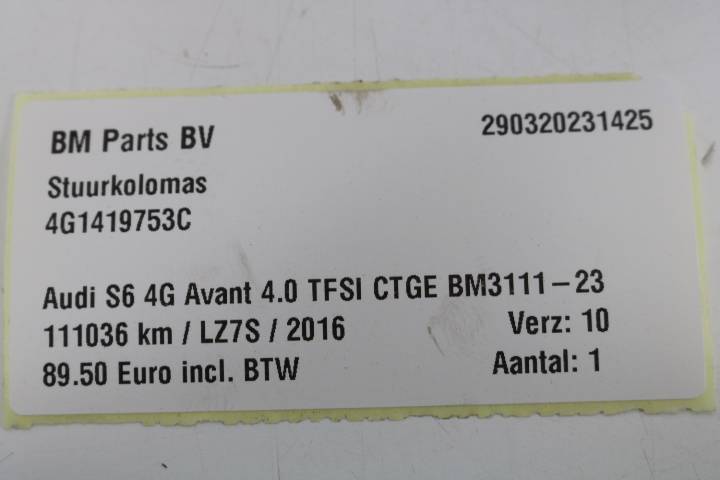 BM Parts BV 290320231425
Stuurkolomas
4G1419753C
Audi S6 4G Avant 4.0 TFSI CTGE BM3111-23
111036 km / LZ7S / 2016 Verz: 10
89.50 Euro incl. BTW Aantal: 1